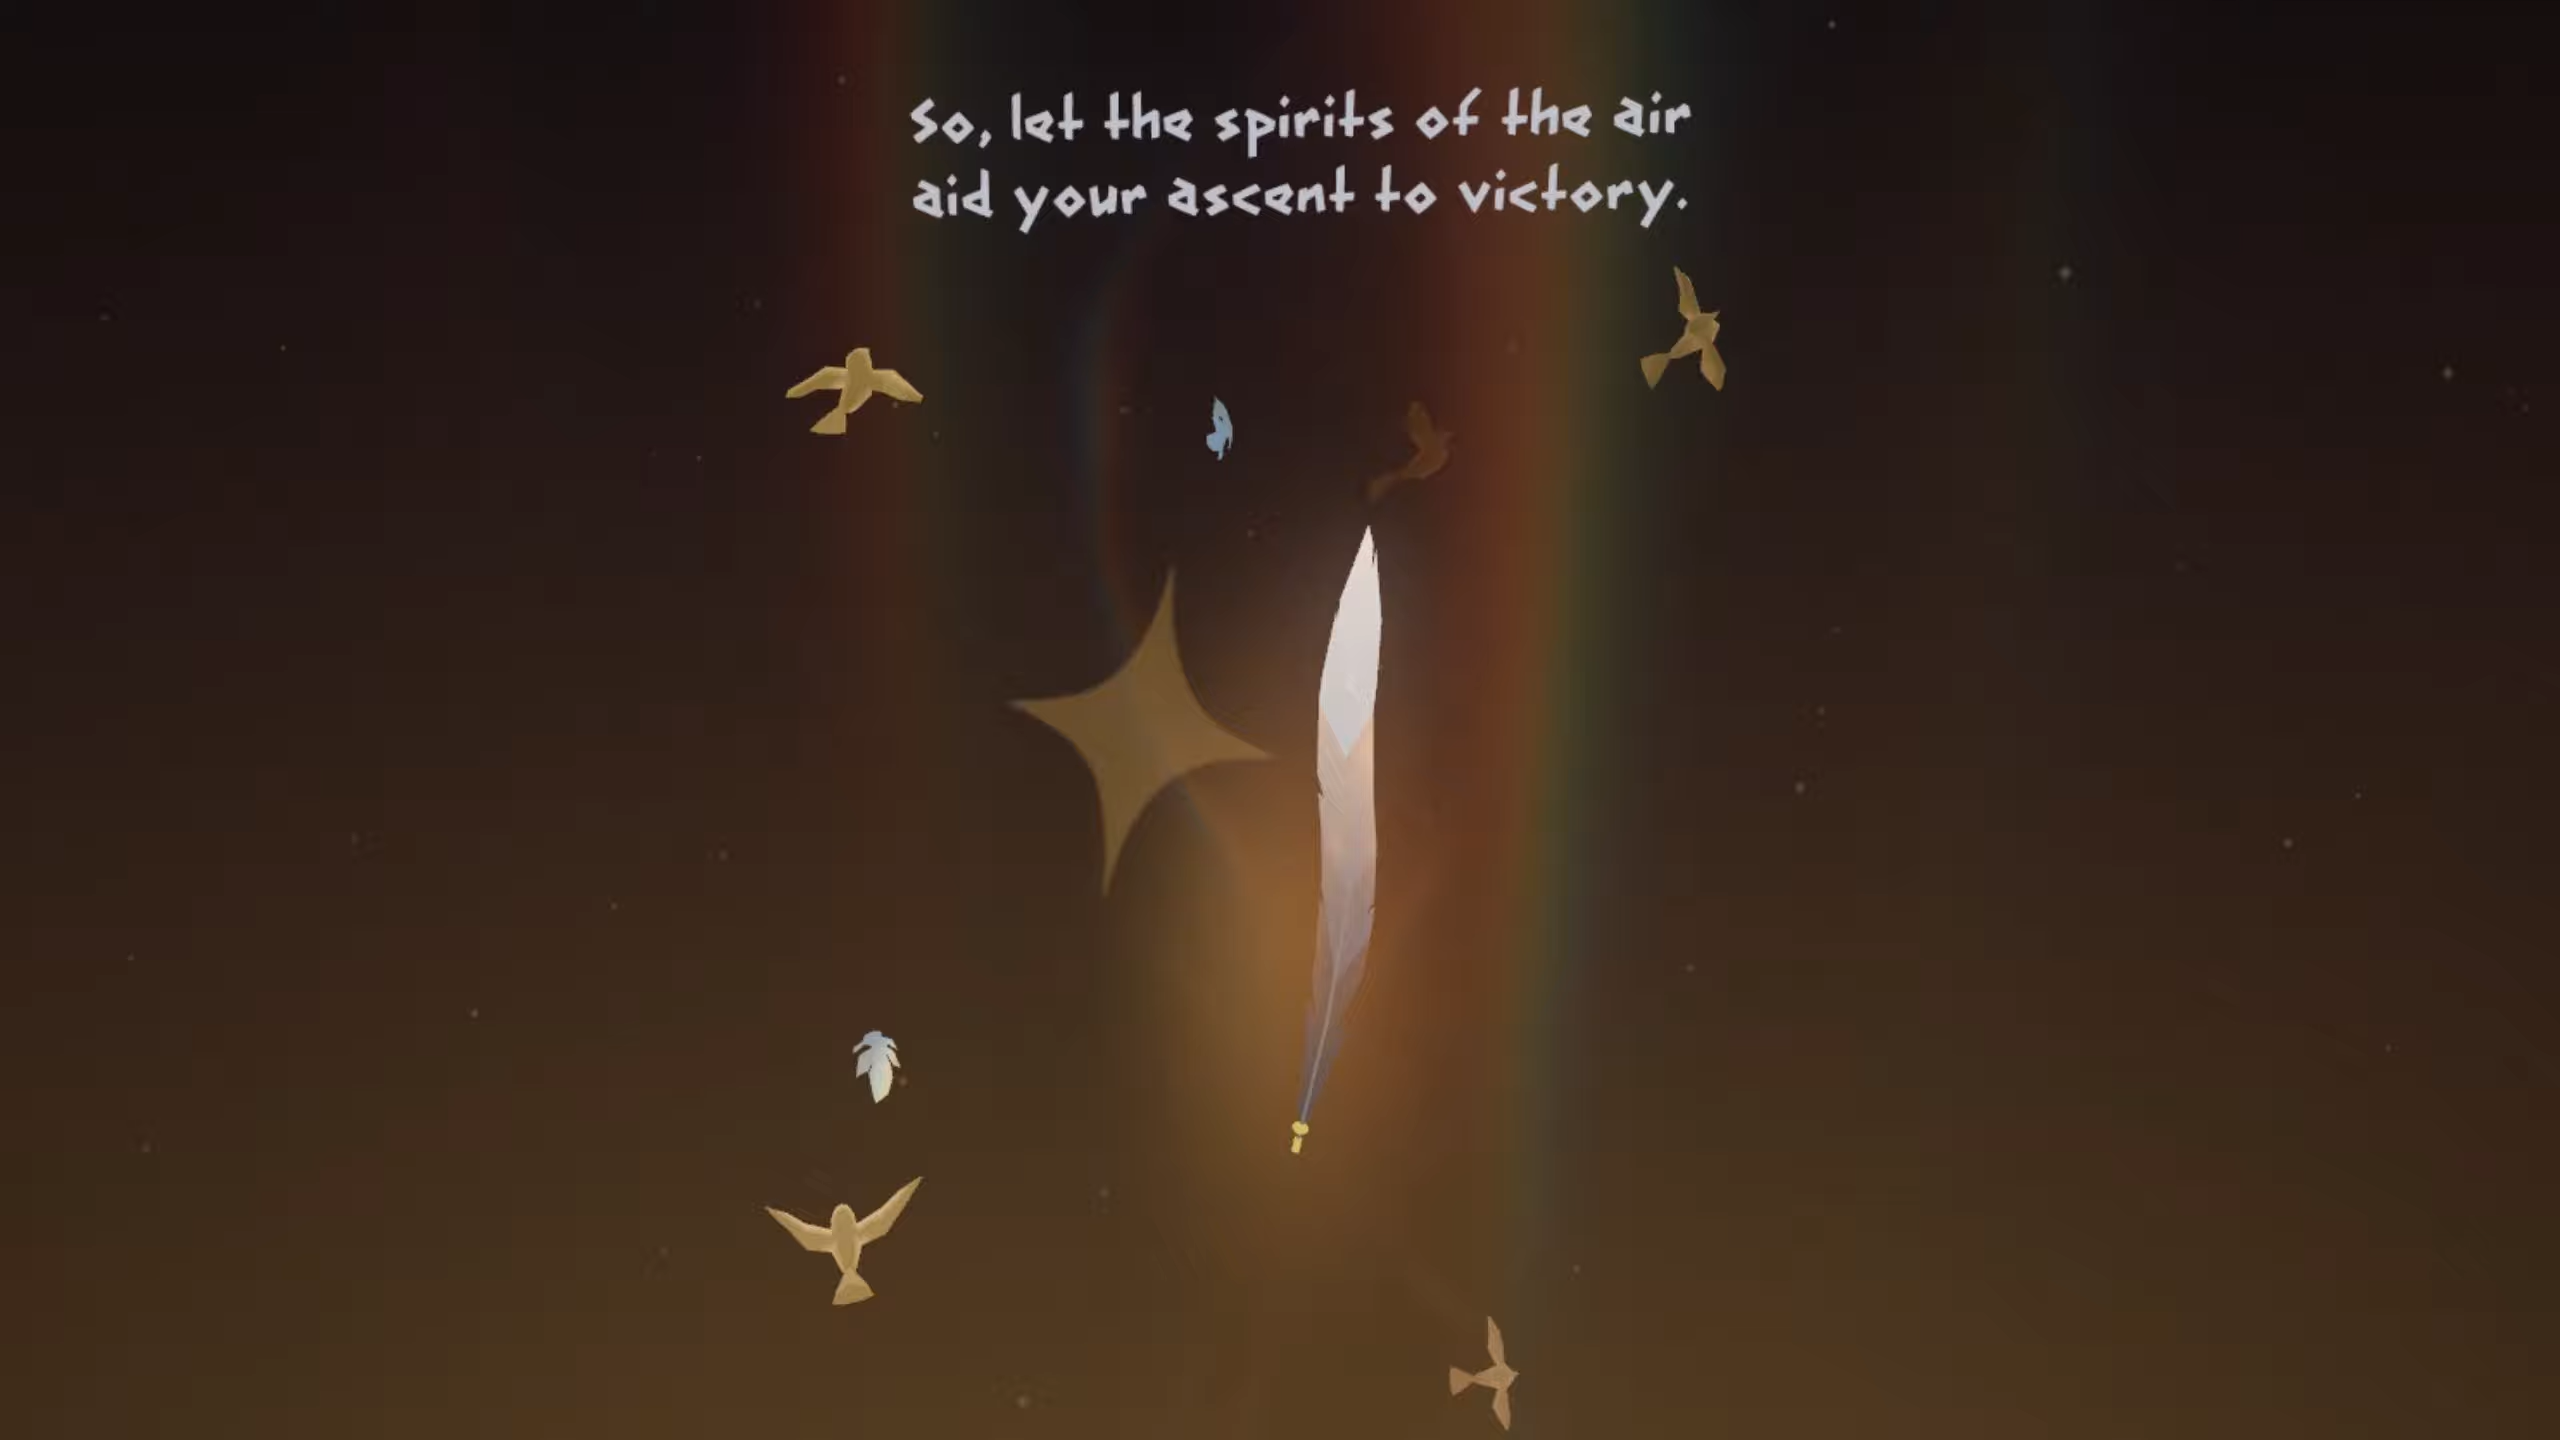 So, let the spirits of the air
aid your ascent to victory.